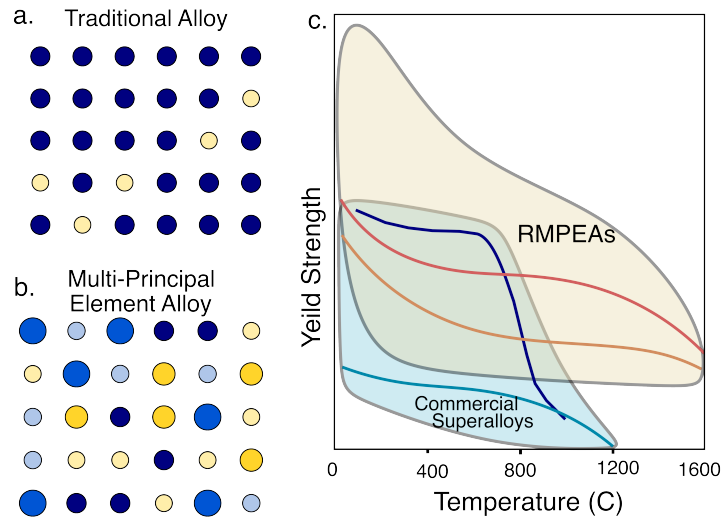 a.
Traditional Alloy
b.
Multi-Principal
Element Alloy
c.
Yeild Strength
RMPEAs
Commercial
Superalloys
0
400
800
1200
1600
Temperature (C)